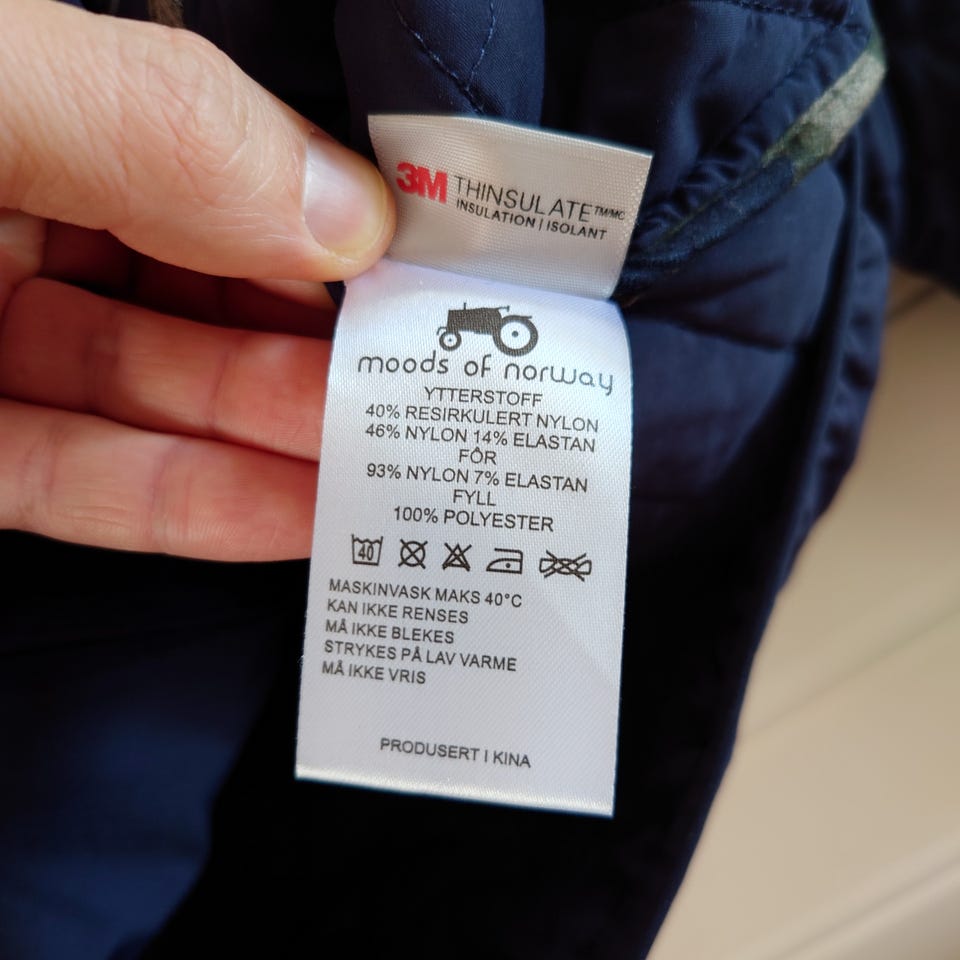 3M THINSULATE™/MC
INSULATION | ISOLANT
moods of norway
YTTERSTOFF
40% RESIRKULERT NYLON
46% NYLON 14% ELASTAN
FÔR
93% NYLON 7% ELASTAN
FYLL
100% POLYESTER
40
MASKINVASK MAKS 40°C
KAN IKKE RENSES
MÅ IKKE BLEKES
STRYKES PÅ LAV VARME
MÅ IKKE VRIS
PRODUSERT I KINA